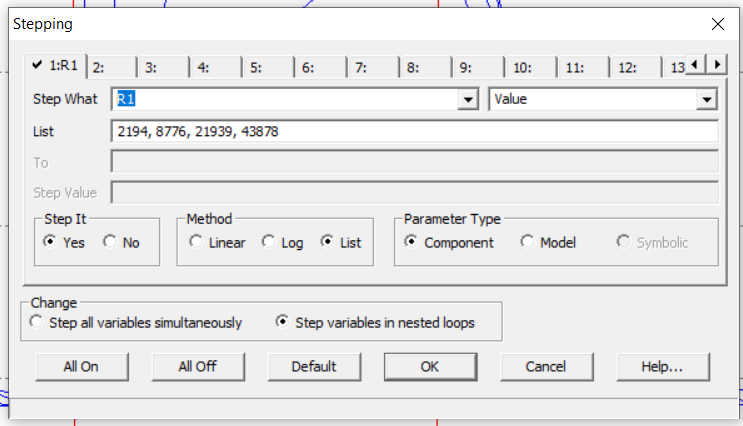 Stepping
1:R1 2: 3: 4: 5: 6: 7: 8: 9: 10: 11: 12: 13
Step What R1 Value
List 2194, 8776, 21939, 43878
To
Step Value
Step It Method Parameter Type
Yes No Linear Log List Component Model Symbolic
Change
Step all variables simultaneously Step variables in nested loops
All On All Off Default OK Cancel Help...